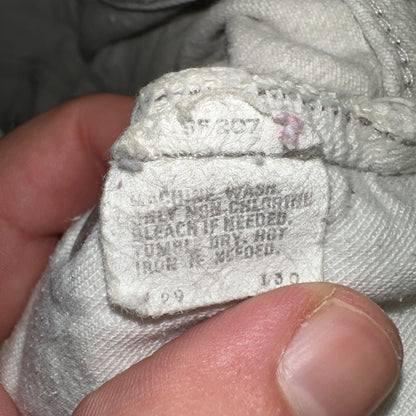 MACHINE WASH
ONLY NON-CHLORINE
BLEACH IF NEEDED.
TUMBLE DRY. HOT
IRON IF NEEDED.